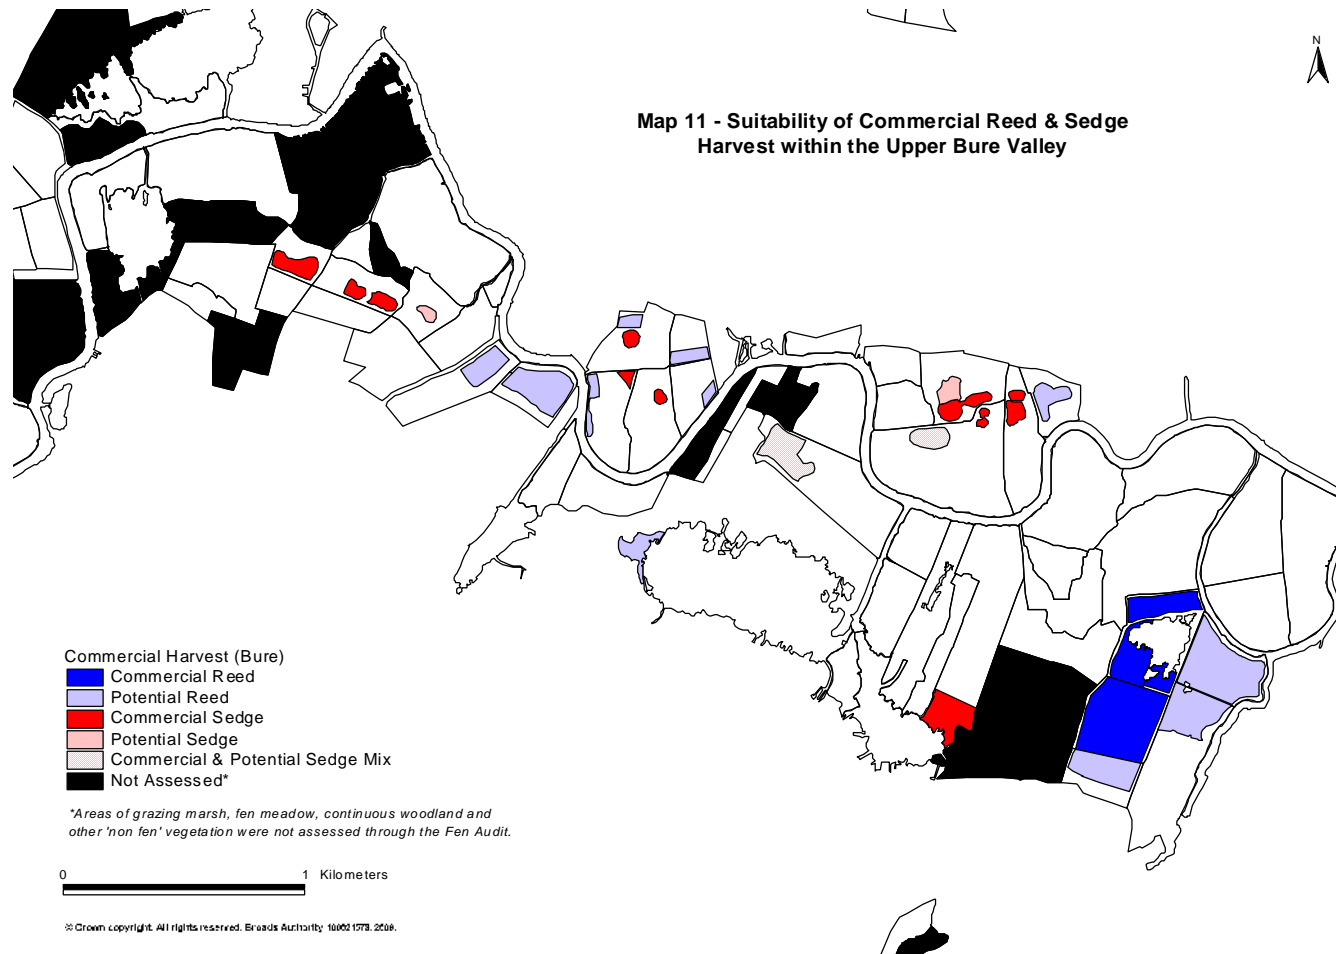 N
Map 11 - Suitability of Commercial Reed & Sedge
Harvest within the Upper Bure Valley
Commercial Harvest (Bure)
Commercial Reed
Potential Reed
Commercial Sedge
Potential Sedge
Commercial & Potential Sedge Mix
Not Assessed*
*Areas of grazing marsh, fen meadow, continuous woodland and
other 'non fen' vegetation were not assessed through the Fen Audit.
0 1 Kilometers
© Crown copyright. All rights reserved. Broads Authority 100021573. 2009.